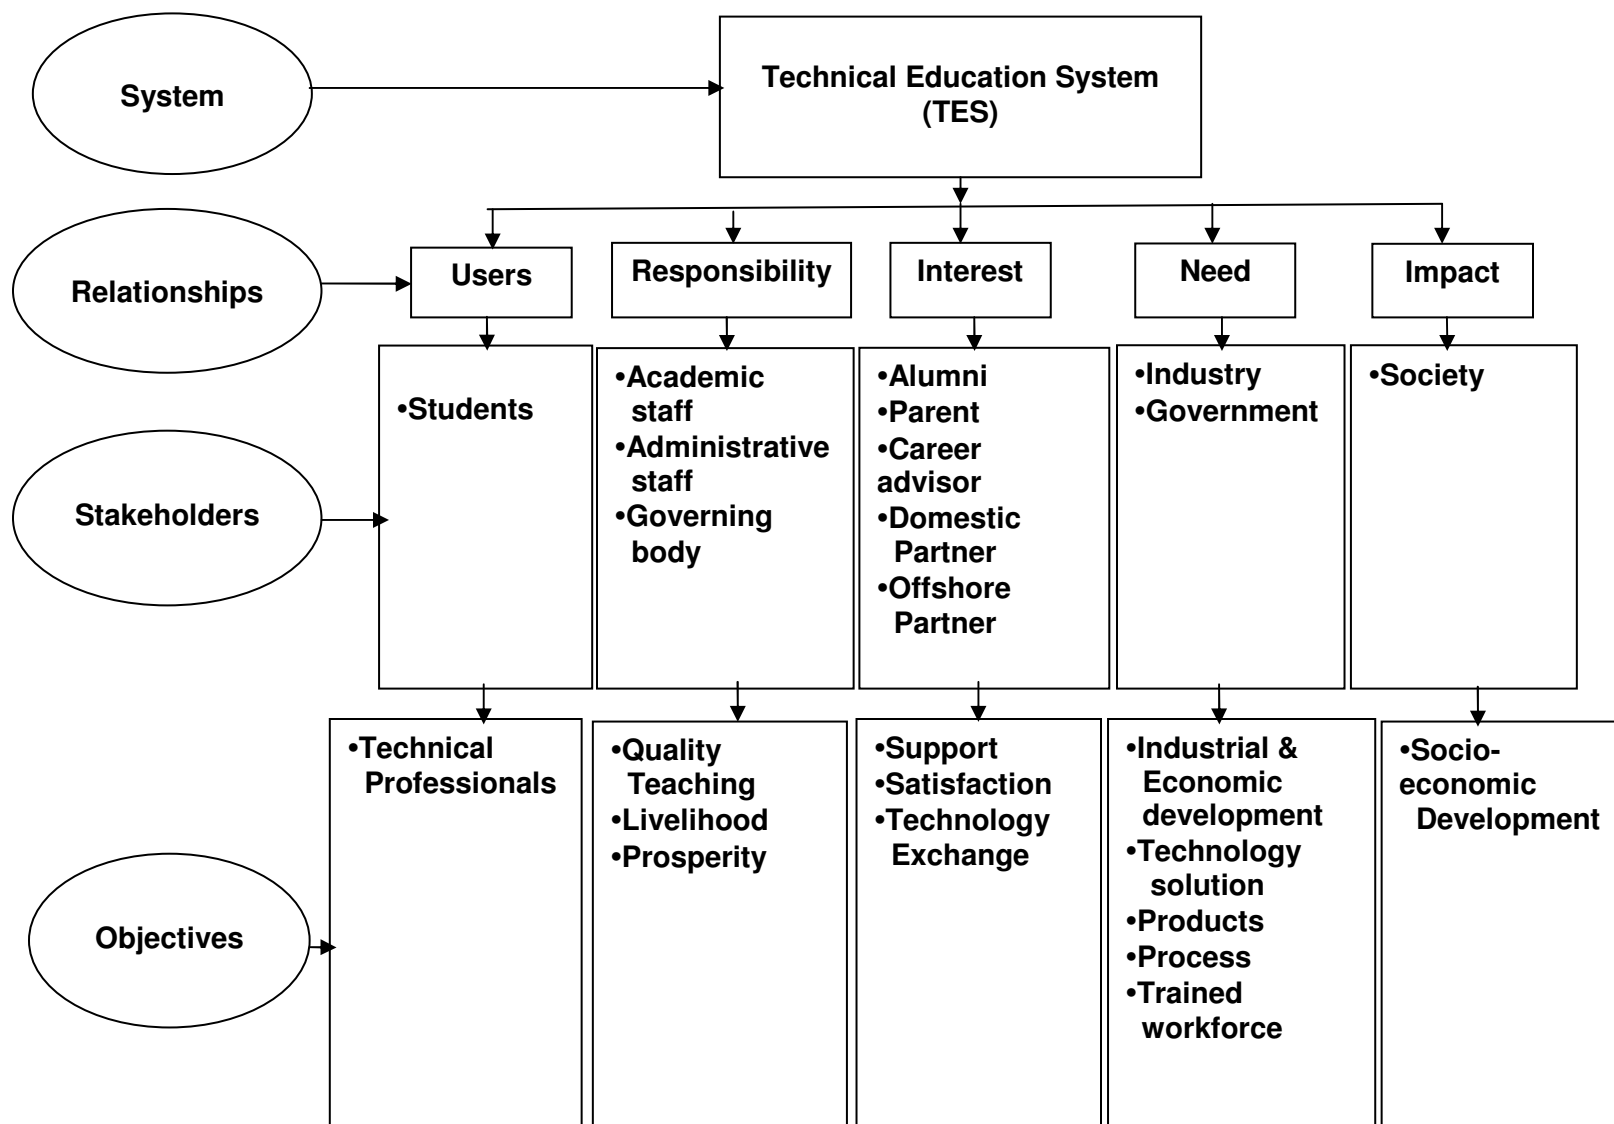 System
Technical Education System
(TES)
Relationships
Users
Responsibility
Interest
Need
Impact
Stakeholders
•Students
•Academic
staff
•Administrative
staff
•Governing
body
•Alumni
•Parent
•Career
advisor
•Domestic
Partner
•Offshore
Partner
•Industry
•Government
•Society
Objectives
•Technical
Professionals
•Quality
Teaching
•Livelihood
•Prosperity
•Support
•Satisfaction
•Technology
Exchange
•Industrial &
Economic
development
•Technology
solution
•Products
•Process
•Trained
workforce
•Socio-
economic
Development